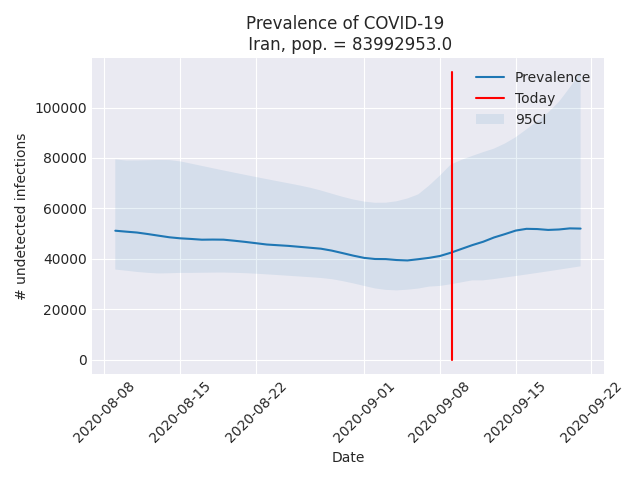 Prevalence of COVID-19
Iran, pop. = 83992953.0
Prevalence
Today
95CI
# undetected infections
100000
80000
60000
40000
20000
0
2020-08-08
2020-08-15
2020-08-22
2020-09-01
2020-09-08
2020-09-15
2020-09-22
Date